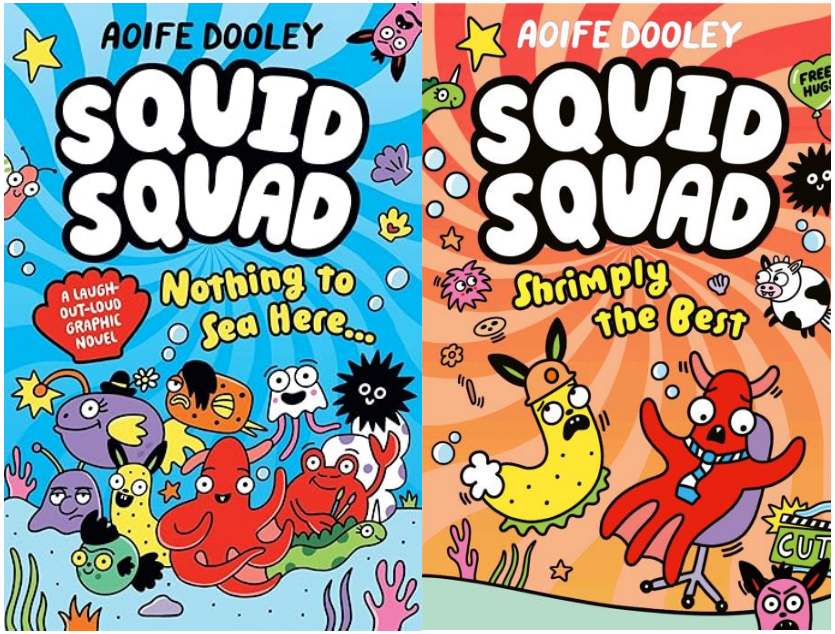 AOIFE DOOLEY
SQUID
SQUAD
A LAUGH-
OUT-LOUD
GRAPHIC
NOVEL
Nothing to
Sea Here...
AOIFE DOOLEY
SQUID
SQUAD
FREE
HUGS
Shrimply
the Best
CUT